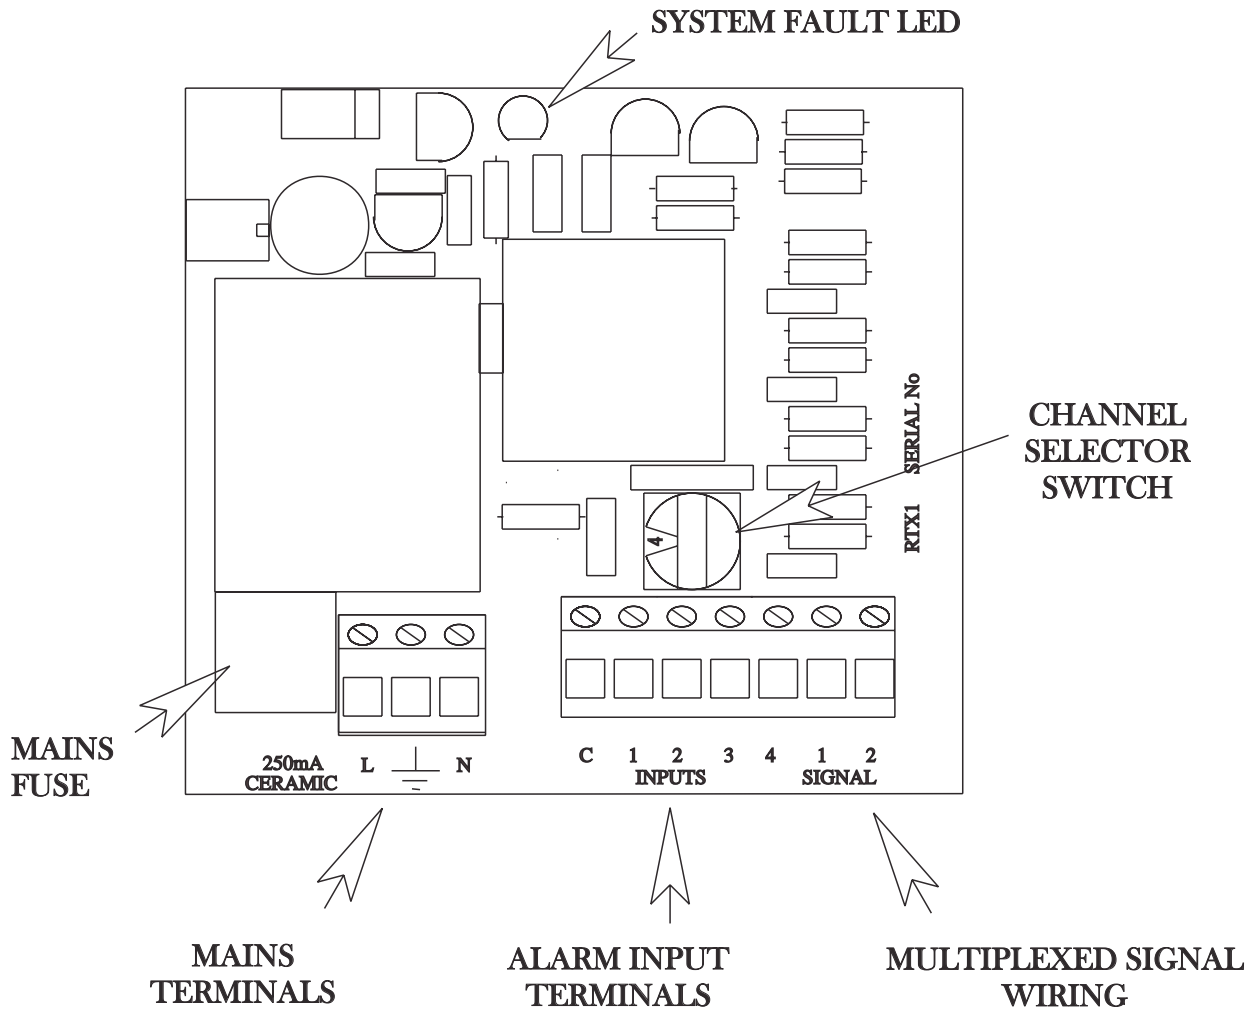 SYSTEM FAULT LED
CHANNEL
SELECTOR
SWITCH
RTX1 SERIAL No
4
MAINS
FUSE
250mA
CERAMIC
L N
C 1 2 3 4 1 2
INPUTS SIGNAL
MAINS
TERMINALS
ALARM INPUT
TERMINALS
MULTIPLEXED SIGNAL
WIRING